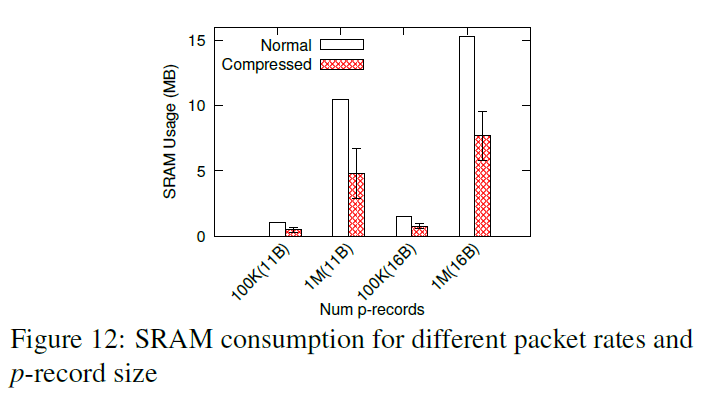 15
10
5
0
SRAM Usage (MB)
Normal
Compressed
100K(11B)
1M(11B)
100K(16B)
1M(16B)
Num p-records
Figure 12: SRAM consumption for different packet rates and
p-record size